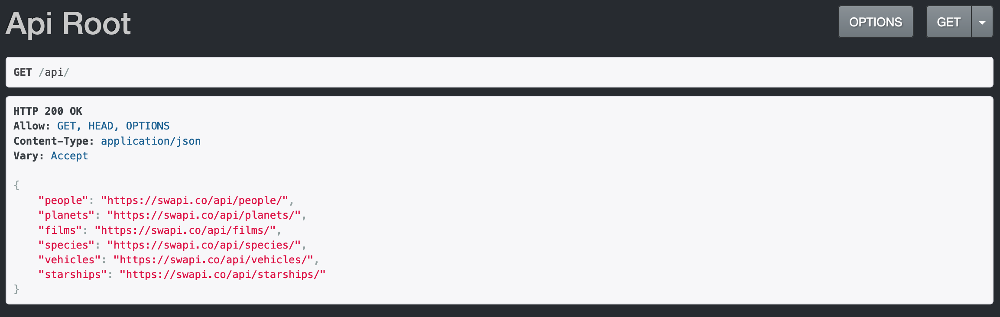 Api Root
OPTIONS
GET
GET /api/
HTTP 200 OK
Allow: GET, HEAD, OPTIONS
Content-Type: application/json
Vary: Accept
{
    "people": "https://swapi.co/api/people/",
    "planets": "https://swapi.co/api/planets/",
    "films": "https://swapi.co/api/films/",
    "species": "https://swapi.co/api/species/",
    "vehicles": "https://swapi.co/api/vehicles/",
    "starships": "https://swapi.co/api/starships/"
}